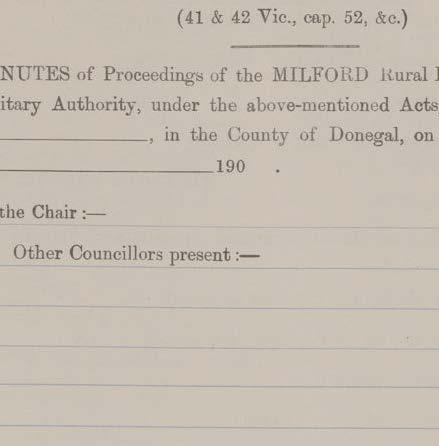 (41 & 42 Vic., cap. 52, &c.)
NUTES of Proceedings of the MILFORD Rural
itary Authority, under the above-mentioned Acts,
, in the County of Donegal, on
190 .
the Chair :—
Other Councillors present :—